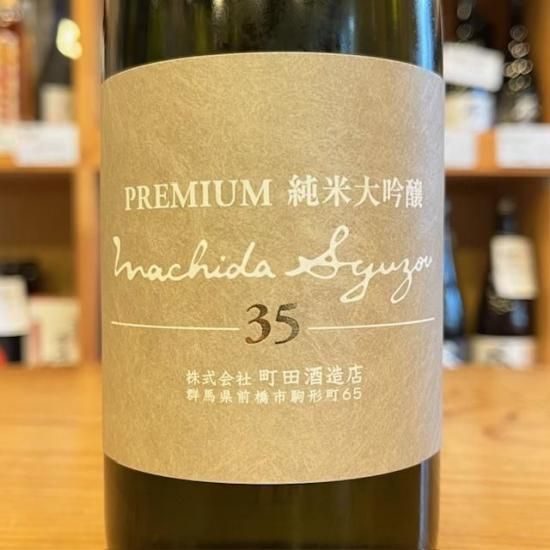 PREMIUM 純米大吟醸
Machida Syuzou
35
株式会社 町田酒造店
群馬県前橋市駒形町65